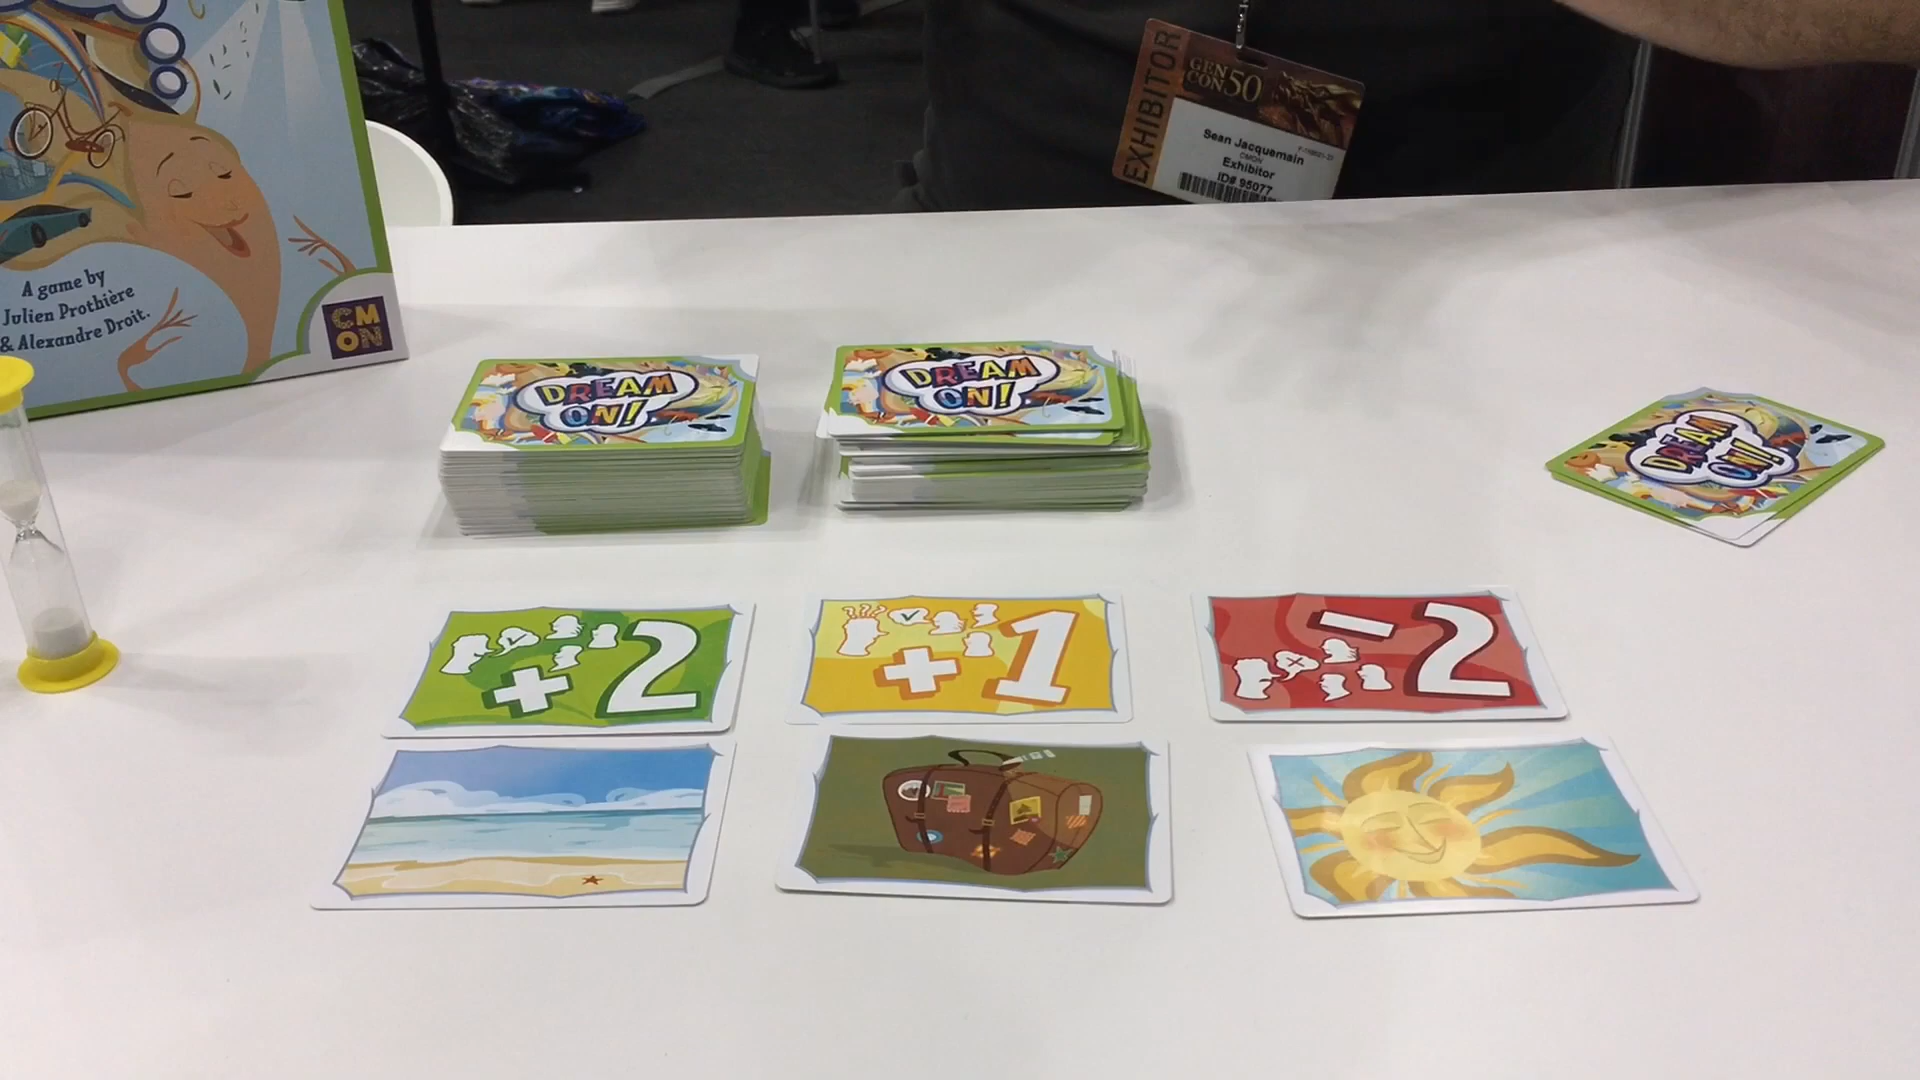 EXHIBITOR
GEN
CON 50
Sean Jacquemain
CMON
Exhibitor
ID# 95077
A game by
Julien Prothière
& Alexandre Droit.
CM
ON
DREAM
ON!
DREAM
ON!
DREAM
ON!
+2
+1
-2